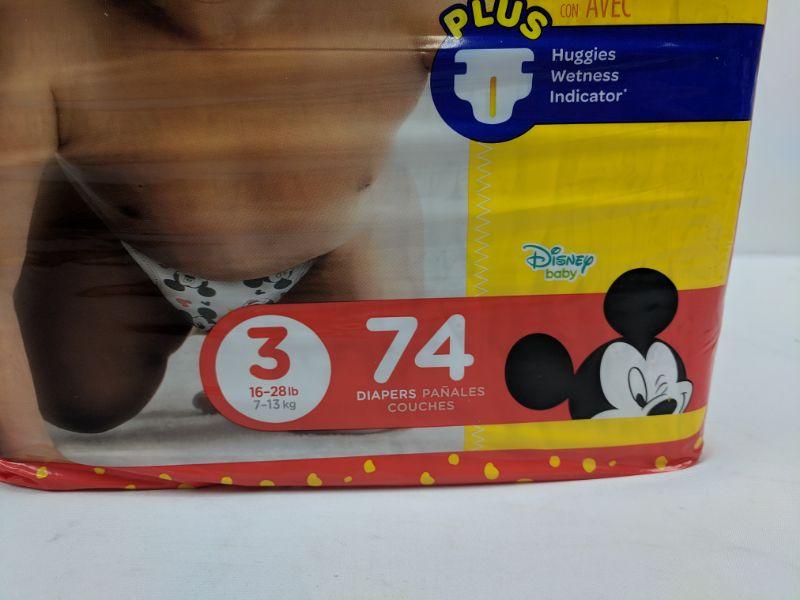 CON AVEC
PLUS
Huggies
Wetness
Indicator*
Disney
baby
3
16-28 lb
7-13 kg
74
DIAPERS PAÑALES
COUCHES